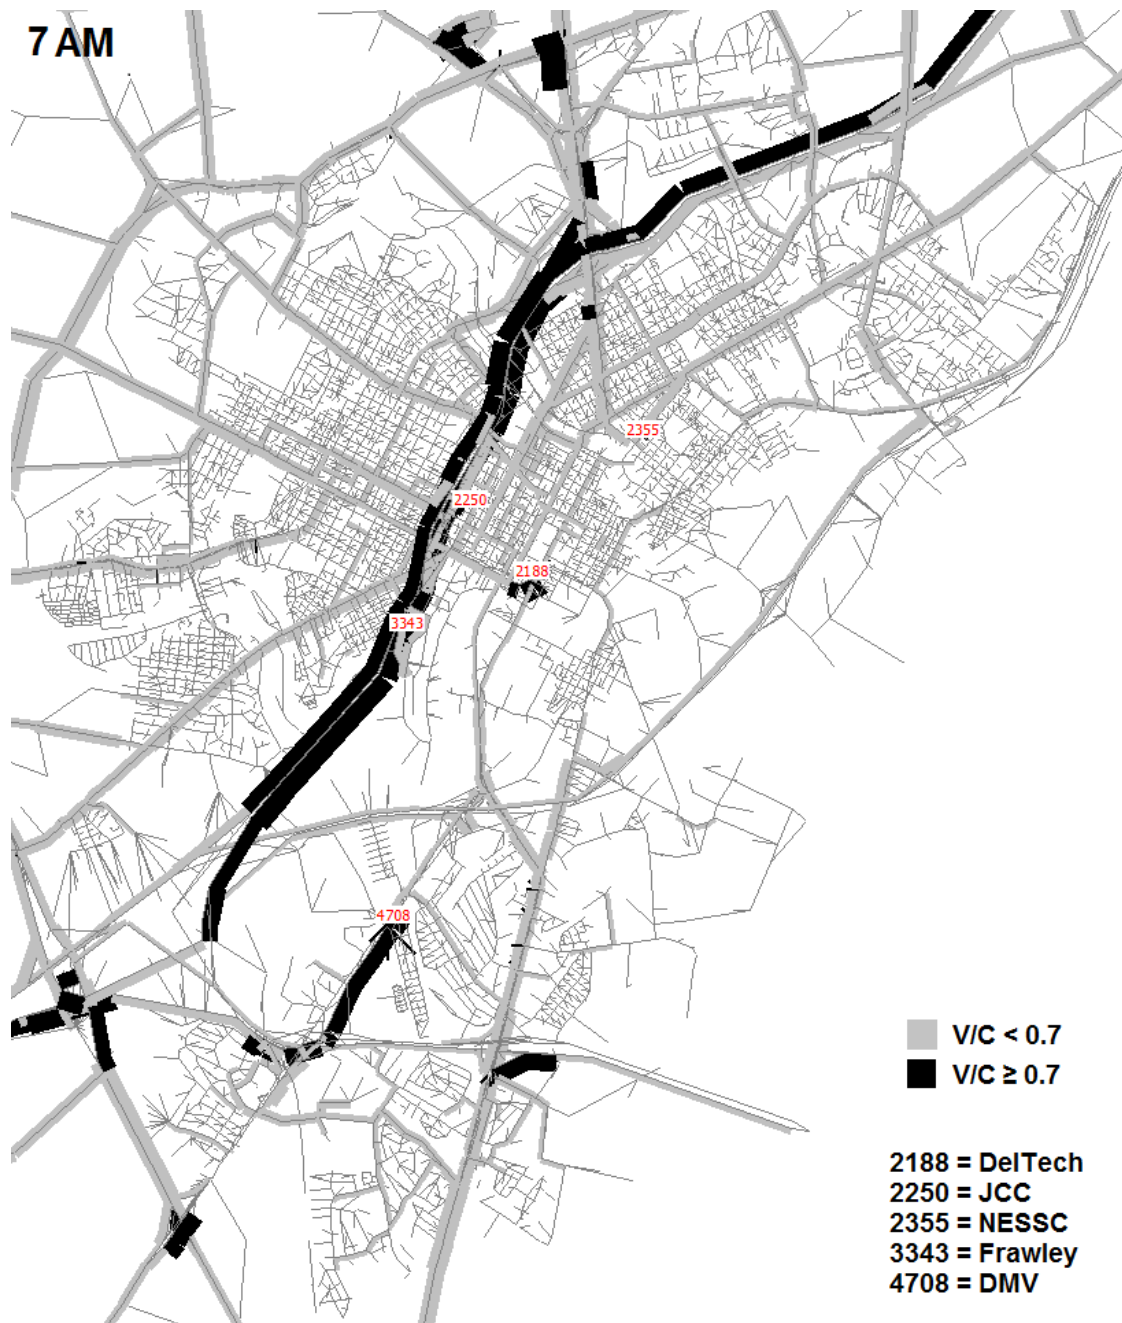 7 AM
2355
2250
2188
3343
4708
V/C < 0.7
V/C ≥ 0.7
2188 = DelTech
2250 = JCC
2355 = NESSC
3343 = Frawley
4708 = DMV